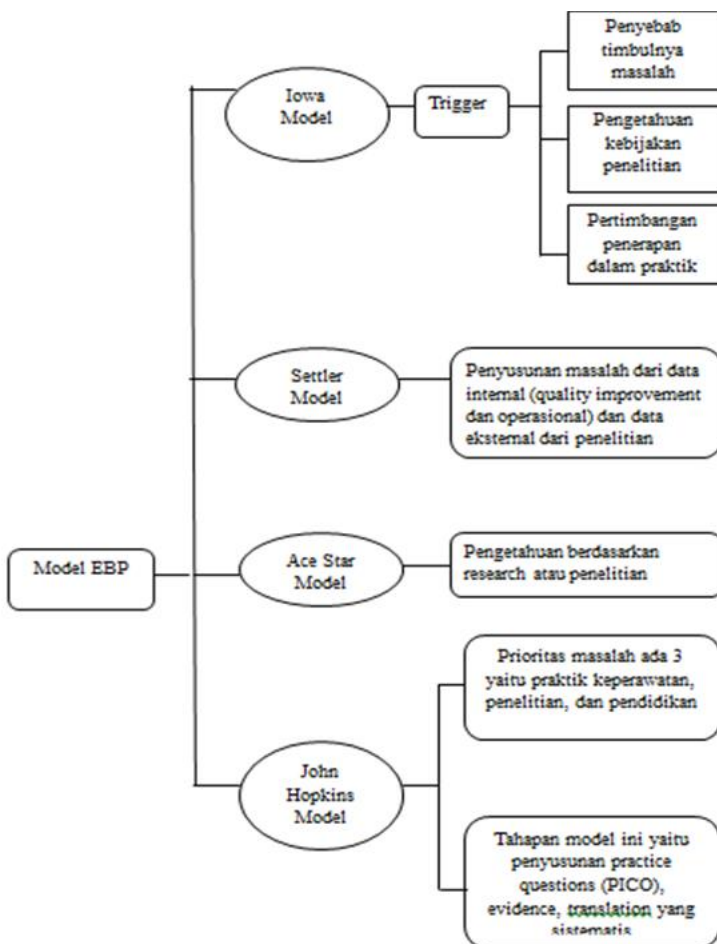 Penyebab
timbulnya
masalah
Iowa
Model
Trigger
Pengetahuan
kebijakan
penelitian
Pertimbangan
penerapan
dalam praktik
Settler
Model
Penyusunan masalah dari data
internal (quality improvement
dan operasional) dan data
eksternal dari penelitian
Model EBP
Ace Star
Model
Pengetahuan berdasarkan
research atau penelitian
Prioritas masalah ada 3
yaitu praktik keperawatan,
penelitian, dan pendidikan
John
Hopkins
Model
Tahapan model ini yaitu
penyusunan practice
questions (PICO),
evidence, translation yang
sistematis